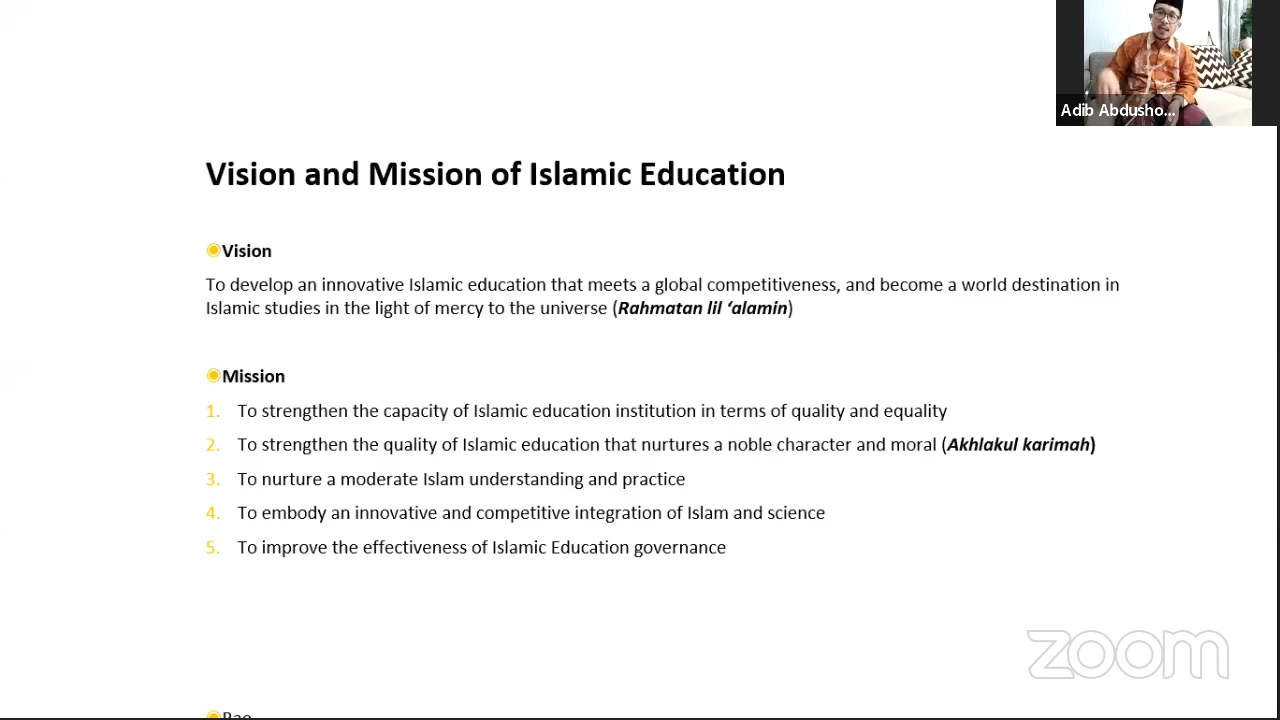 Adib Abdusho...
Vision and Mission of Islamic Education
Vision
To develop an innovative Islamic education that meets a global competitiveness, and become a world destination in
Islamic studies in the light of mercy to the universe (Rahmatan lil ‘alamin)
Mission
1. To strengthen the capacity of Islamic education institution in terms of quality and equality
2. To strengthen the quality of Islamic education that nurtures a noble character and moral (Akhlakul karimah)
3. To nurture a moderate Islam understanding and practice
4. To embody an innovative and competitive integration of Islam and science
5. To improve the effectiveness of Islamic Education governance
zoom